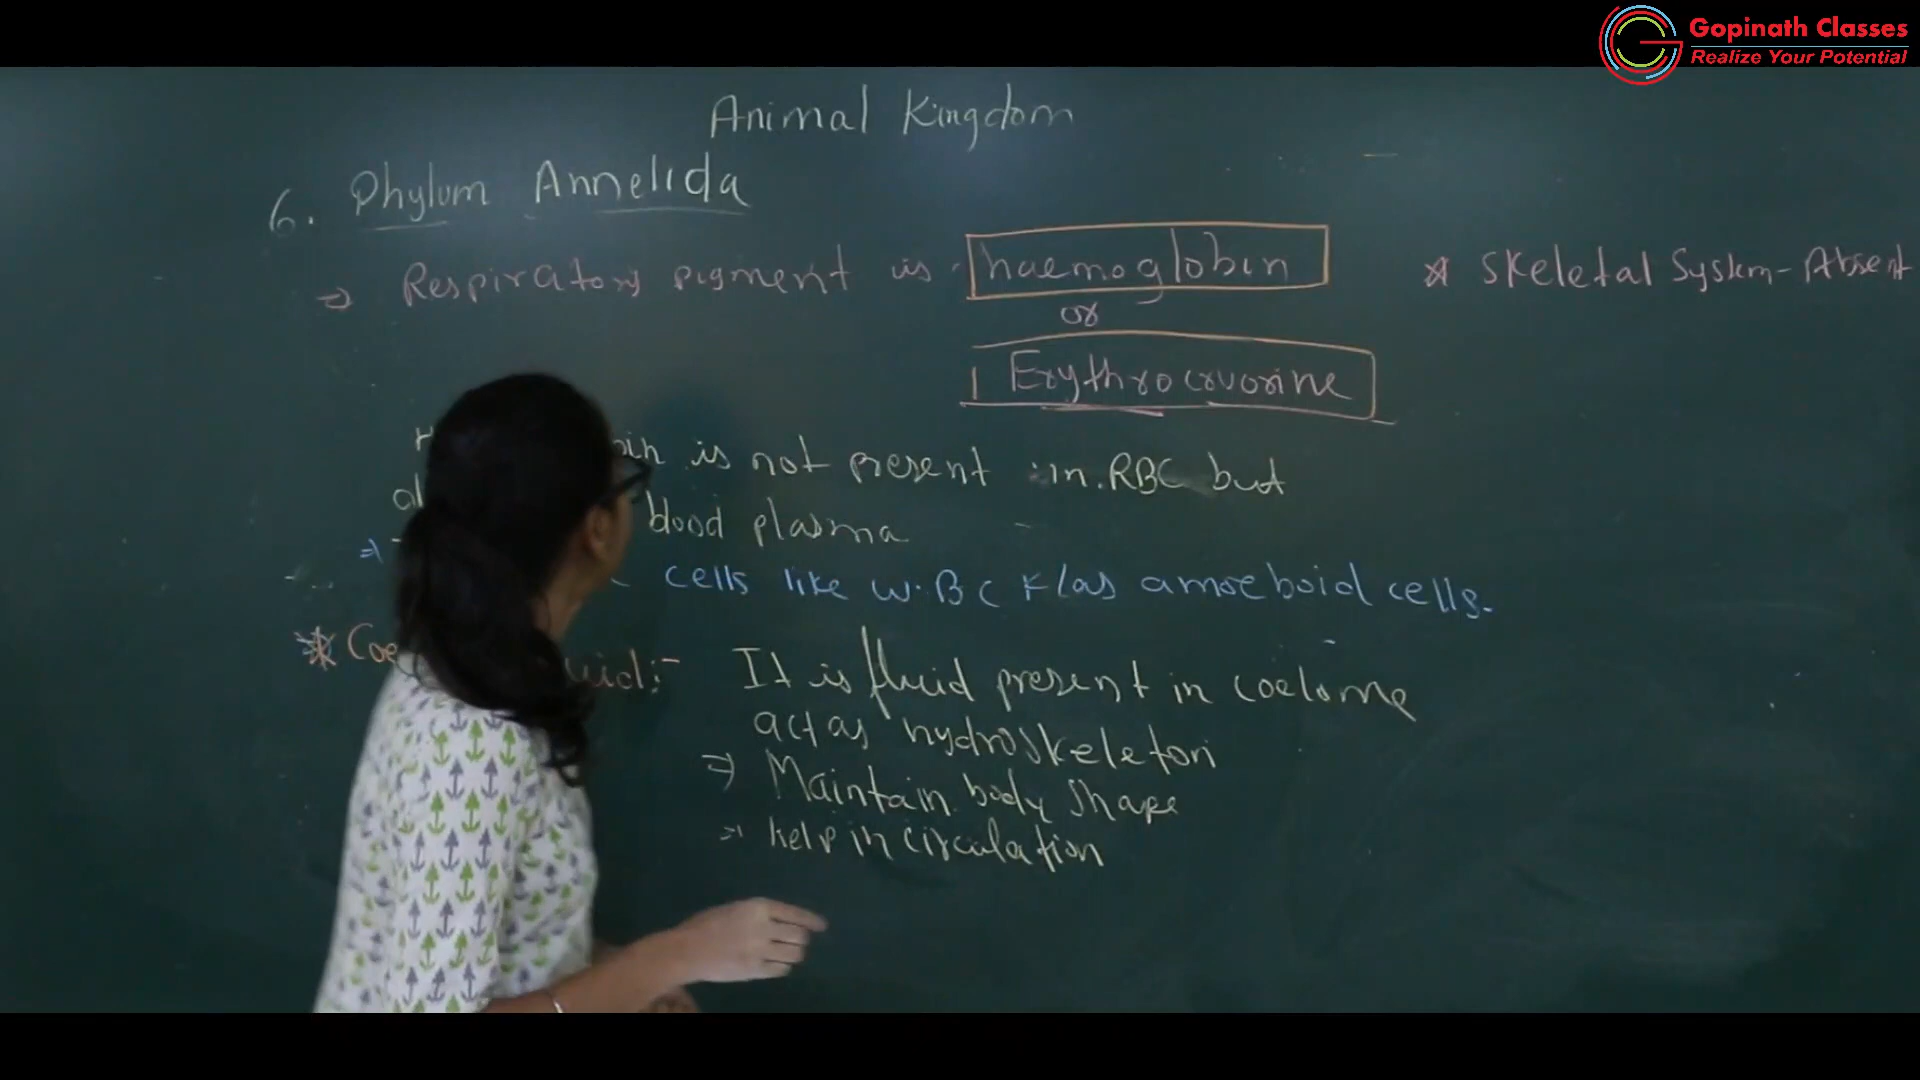 Gopinath Classes
Realize Your Potential
Animal Kingdom
6. Phylum Annelida
⇒ Respiratory pigment is haemoglobin
or
Erythrocruorine
* Skeletal System - Absent
is not present in RBC but
blood plasma
⇒ cells like W.BC k/as amoeboid cells.
* It is fluid present in coelome
act as hydroskeleton
⇒ Maintain body shape
⇒ help in circulation